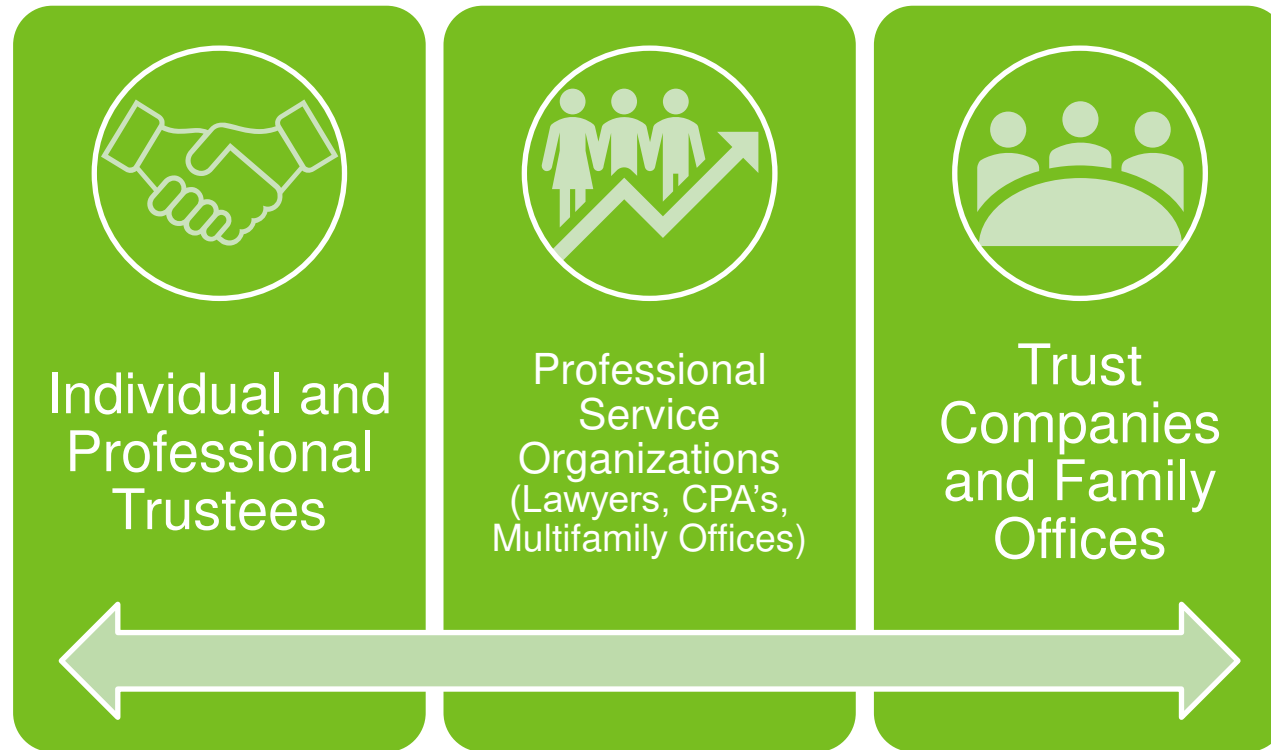 Individual and
Professional
Trustees
Professional
Service
Organizations
(Lawyers, CPA's,
Multifamily Offices)
Trust
Companies
and Family
Offices